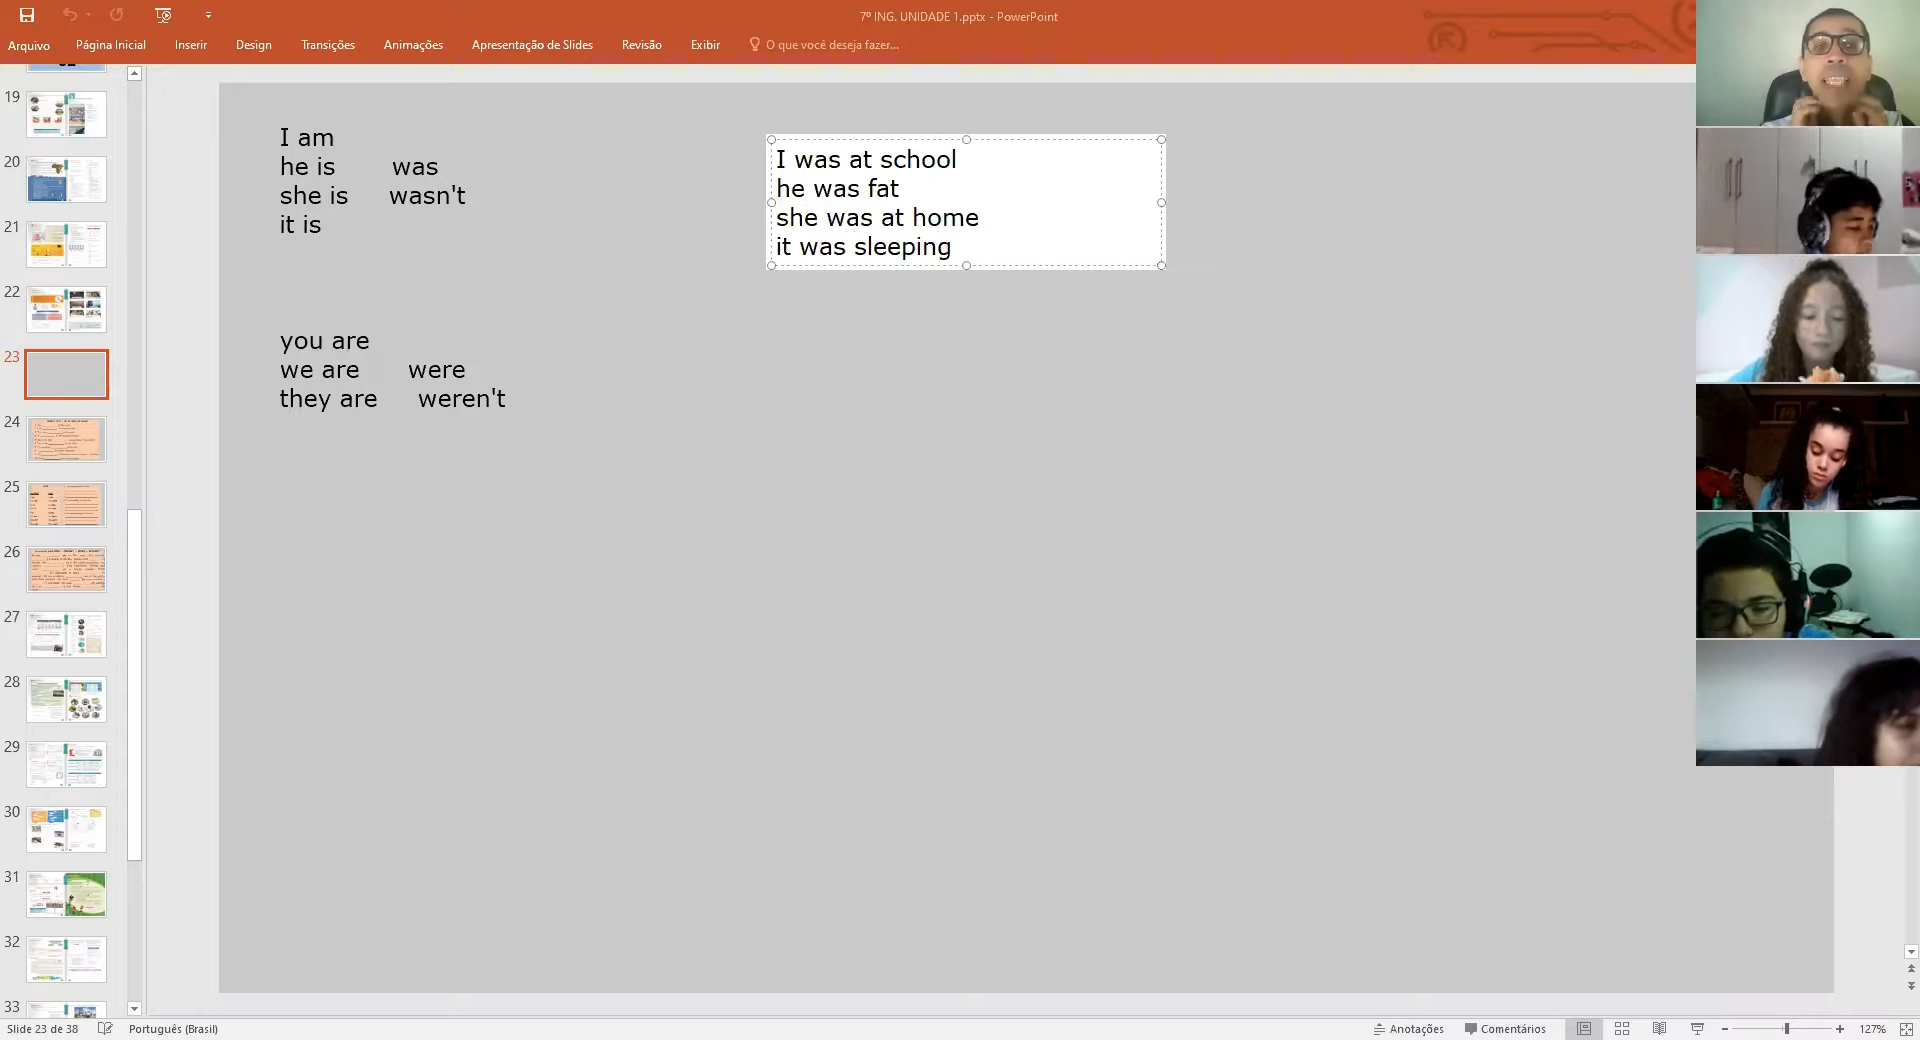 7º ING. UNIDADE 1.pptx - PowerPoint
Arquivo Página Inicial Inserir Design Transições Animações Apresentação de Slides Revisão Exibir O que você deseja fazer...
19
20
21
22
23
24
25
26
27
28
29
30
31
32
33
I am
he is was
she is wasn't
it is
you are
we are were
they are weren't
I was at school
he was fat
she was at home
it was sleeping
Slide 23 de 38 Português (Brasil) Anotações Comentários 127%